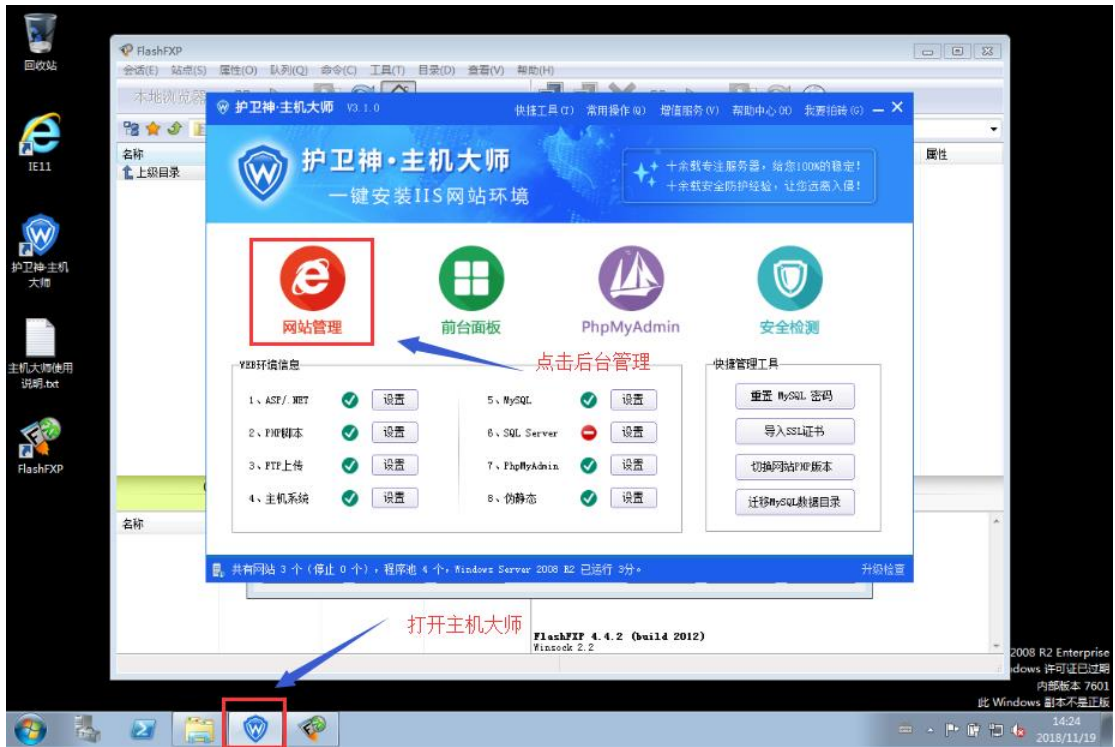 回收站
IE11
护卫神·主机
大师
主机大师使用
说明.txt
FlashFXP
FlashFXP
会话(E) 站点(S) 属性(O) 队列(Q) 命令(C) 工具(T) 目录(D) 查看(V) 帮助(H)
本地浏览器
名称
属性
上级目录
护卫神·主机大师 V3.1.0
快捷工具(T) 常用操作(Q) 增值服务(V) 帮助中心(H) 我要拍砖(G)
护卫神·主机大师
一键安装IIS网站环境
十余载专注服务器,给您100%的稳定!
十余载安全防护经验,让您远离入侵!
网站管理
前台面板
PhpMyAdmin
安全检测
点击后台管理
WEB环境信息
1、ASP/.NET 设置
5、MySQL 设置
2、PHP脚本 设置
6、SQL Server 设置
3、FTP上传 设置
7、PhpMyAdmin 设置
4、主机系统 设置
8、伪静态 设置
快捷管理工具
重置 MySQL 密码
导入SSL证书
切换网站PHP版本
迁移MySQL数据目录
名称
共有网站 3 个(停止 0 个),程序池 4 个,Windows Server 2008 R2 已运行 3分。
升级检查
打开主机大师
FlashFXP 4.4.2 (build 2012)
Winsock 2.2
2008 R2 Enterprise
ndows 许可证已过期
内部版本 7601
此 Windows 副本不是正版
14:24
2018/11/19